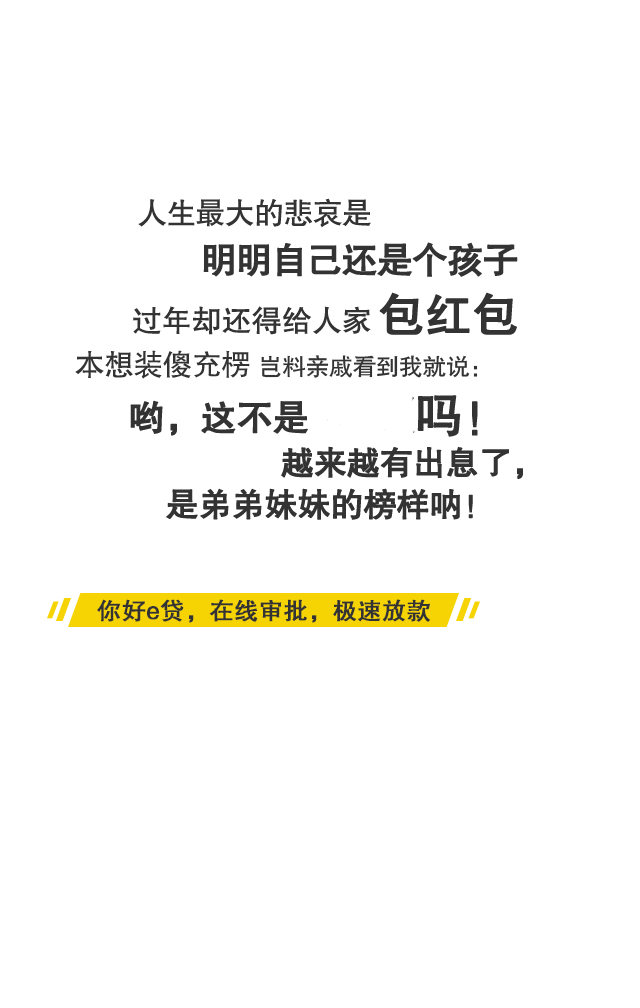 人生最大的悲哀是
明明自己还是个孩子
过年却还得给人家 包红包
本想装傻充楞 岂料亲戚看到我就说：
哟，这不是 吗！
越来越有出息了，
是弟弟妹妹的榜样呐！
你好e贷，在线审批，极速放款